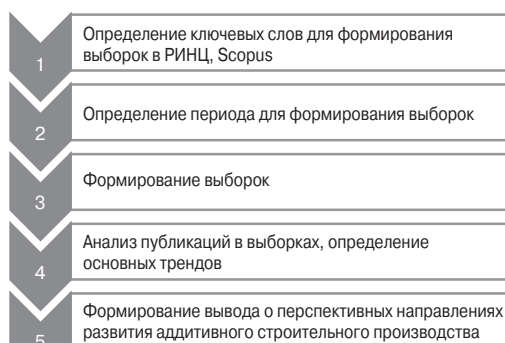 1
Определение ключевых слов для формирования
выборок в РИНЦ, Scopus
2
Определение периода для формирования выборок
3
Формирование выборок
4
Анализ публикаций в выборках, определение
основных трендов
5
Формирование вывода о перспективных направлениях
развития аддитивного строительного производства